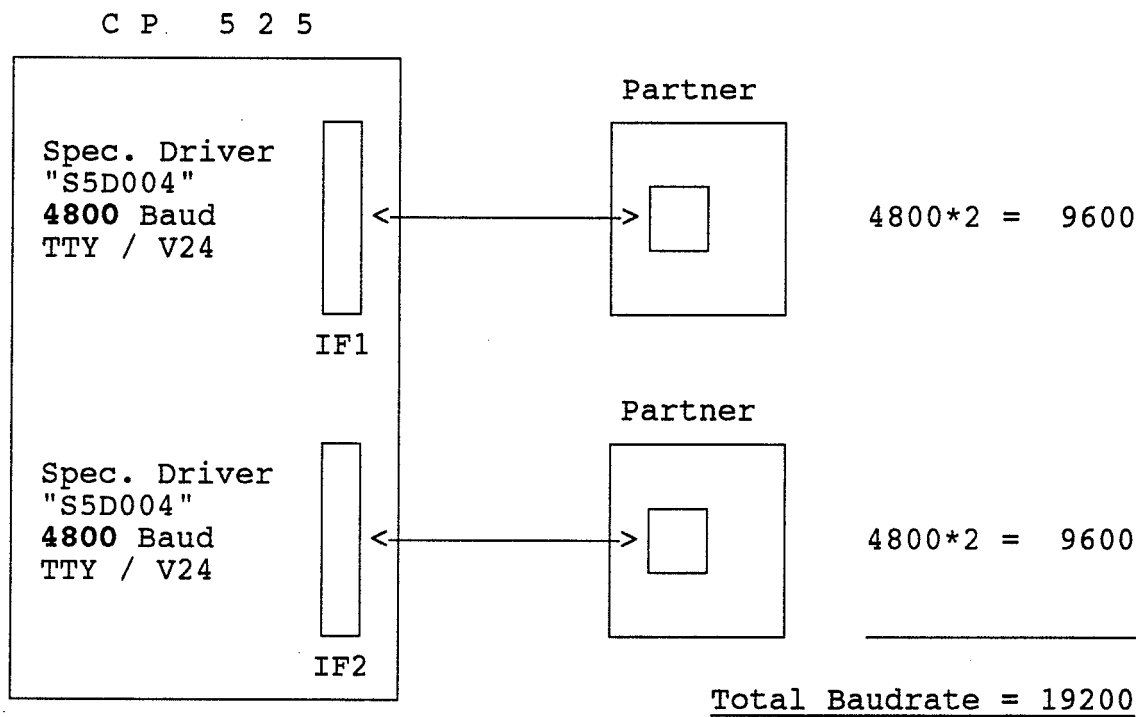 C P 5 2 5
Partner
Spec. Driver
"S5D004"
4800 Baud
TTY / V24
<────────> 4800*2 = 9600
IF1
Partner
Spec. Driver
"S5D004"
4800 Baud
TTY / V24
<────────> 4800*2 = 9600
IF2
Total Baudrate = 19200